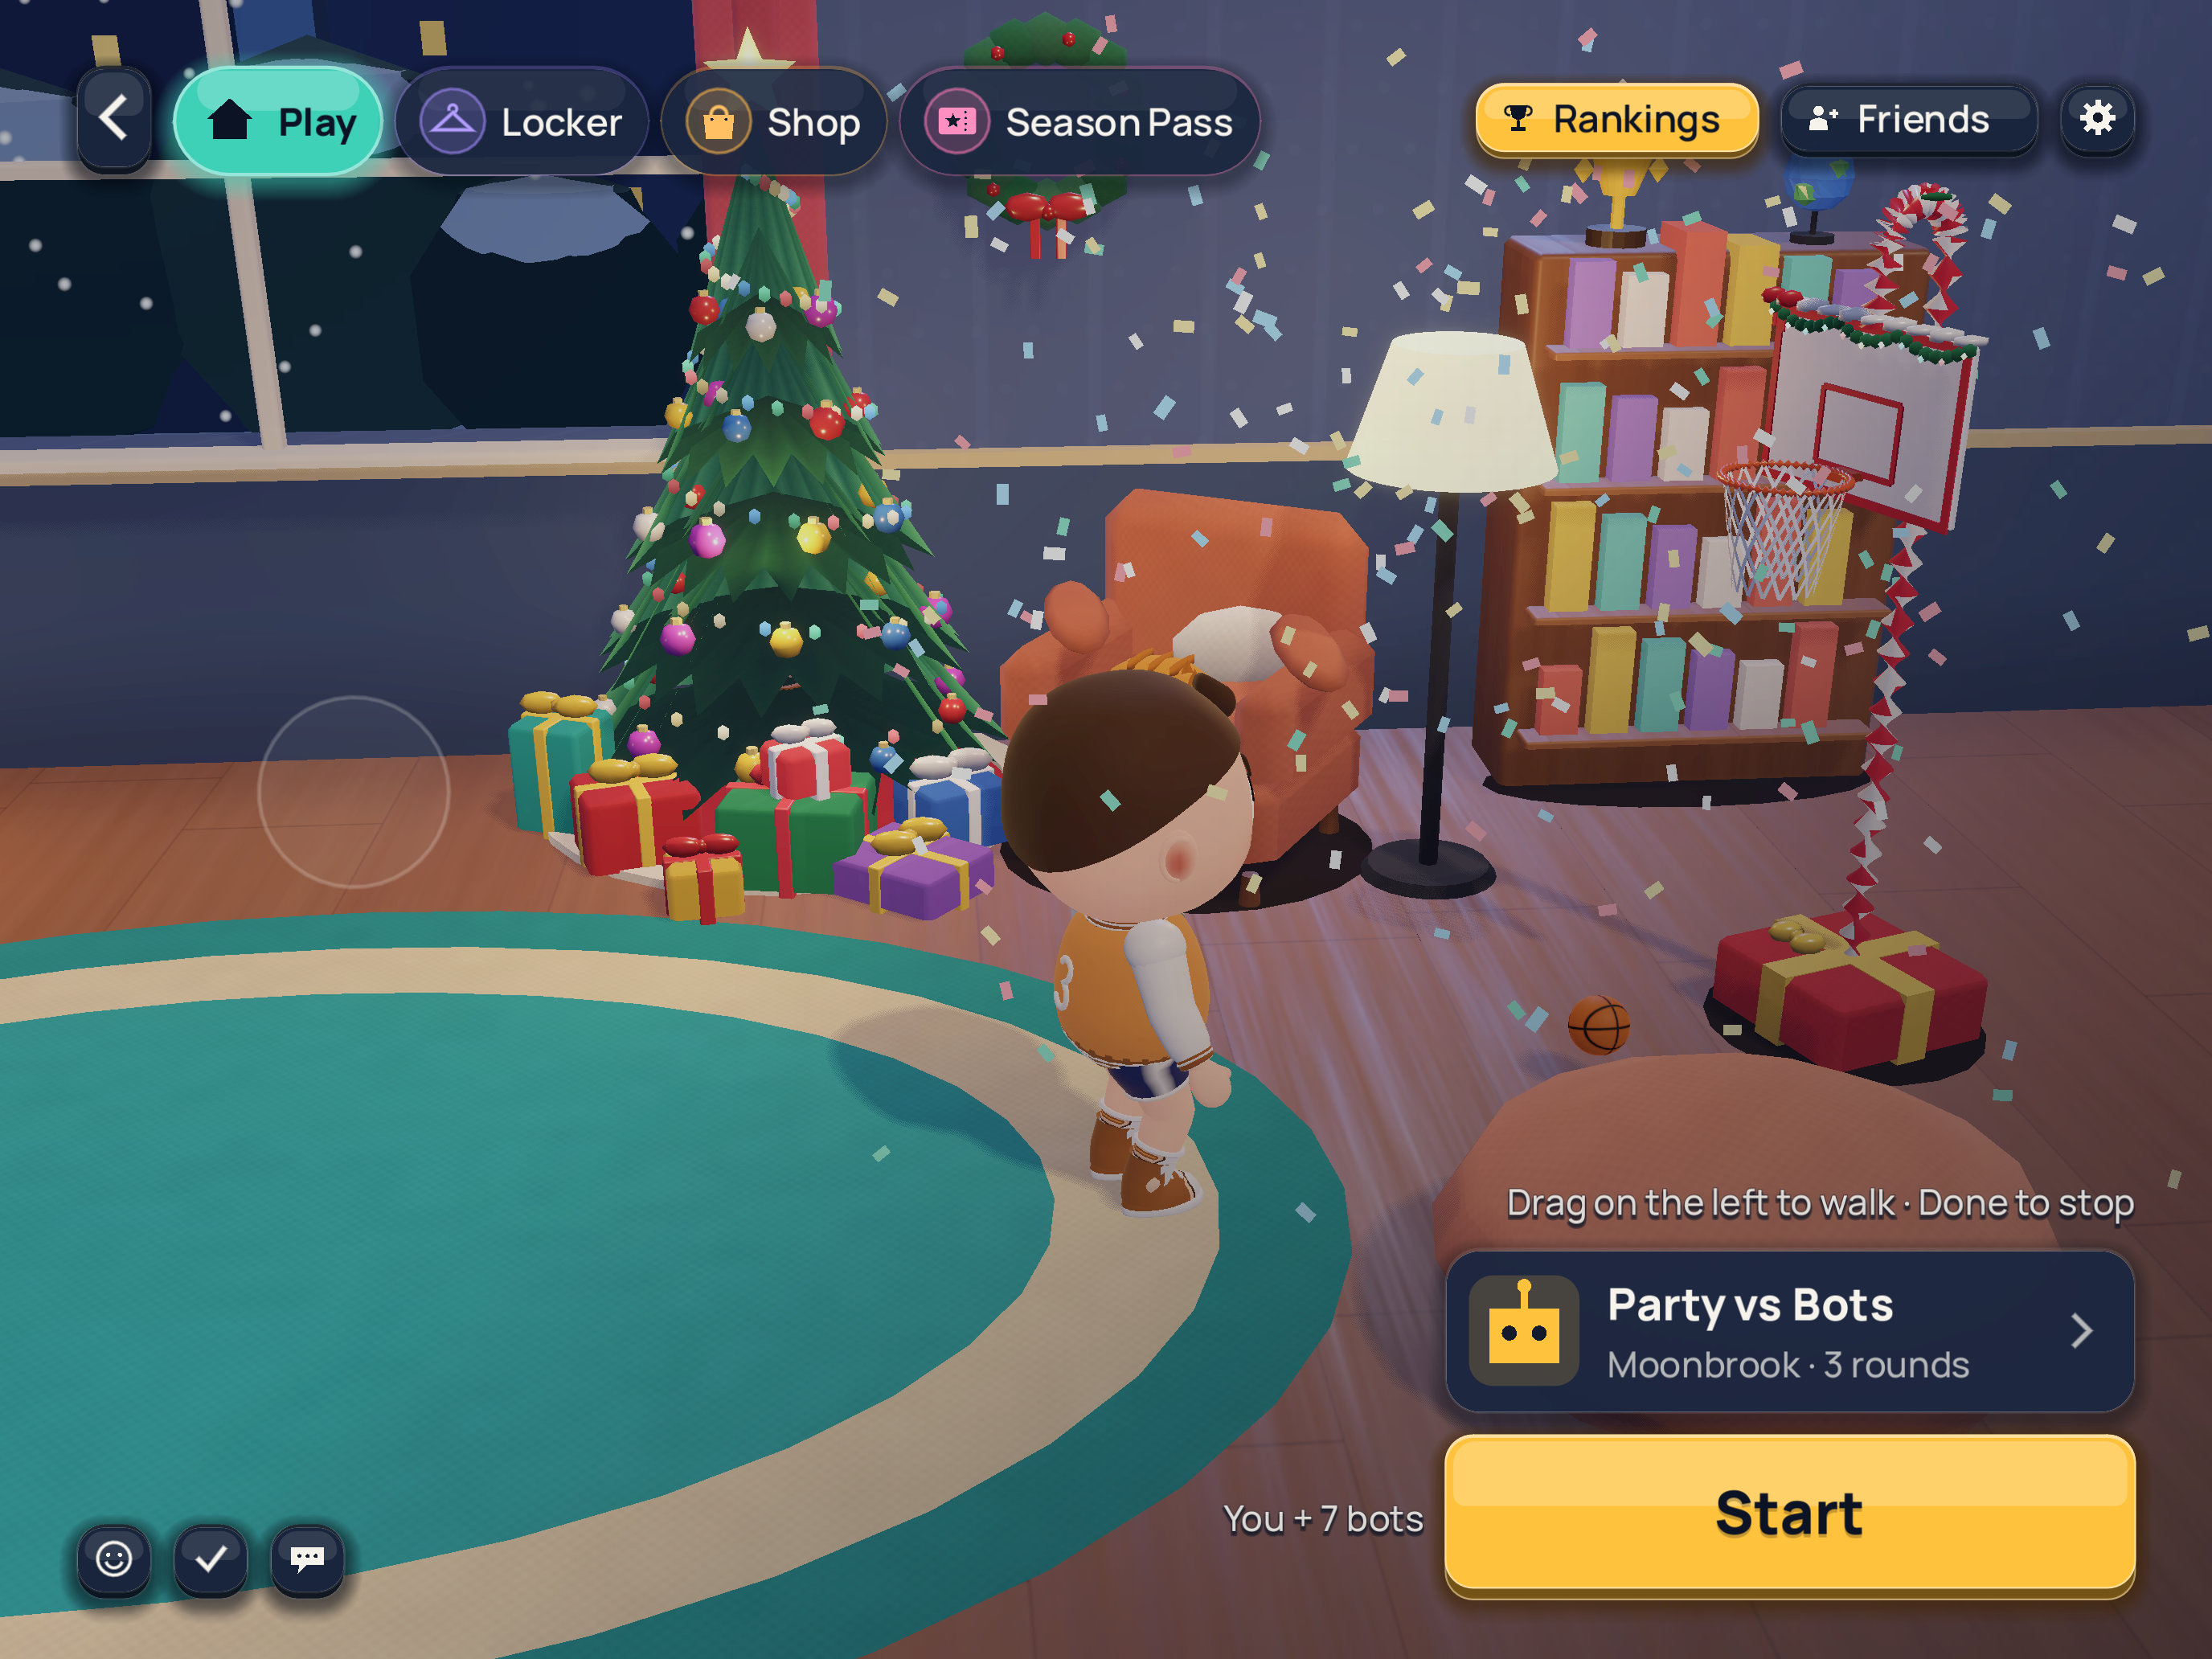 Play
Locker
Shop
Season Pass
Rankings
Friends
3
Drag on the left to walk · Done to stop
Party vs Bots
Moonbrook · 3 rounds
You + 7 bots
Start